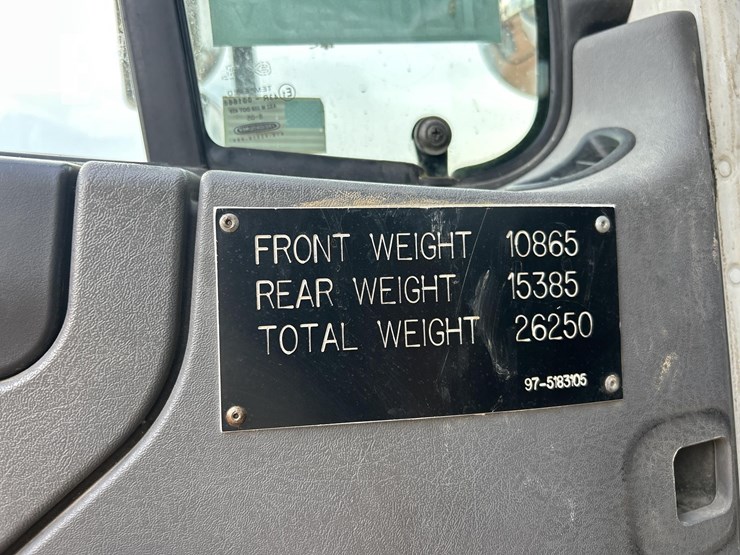 FRONT WEIGHT 10865
REAR WEIGHT 15385
TOTAL WEIGHT 26250
97-5183105